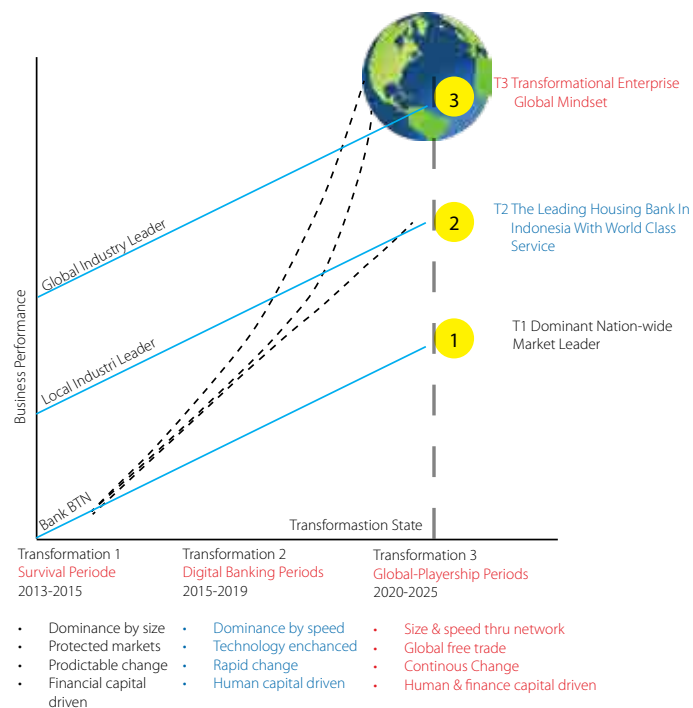 3
T3 Transformational Enterprise
Global Mindset
Global Industry Leader
2
T2 The Leading Housing Bank In
Indonesia With World Class
Service
Local Industri Leader
1
T1 Dominant Nation-wide
Market Leader
Business Performance
Bank BTN
Transformastion State
Transformation 1
Survival Periode
2013-2015
Transformation 2
Digital Banking Periods
2015-2019
Transformation 3
Global-Playership Periods
2020-2025
• Dominance by size
• Protected markets
• Prodictable change
• Financial capital
driven
• Dominance by speed
• Technology enchanced
• Rapid change
• Human capital driven
• Size & speed thru network
• Global free trade
• Continous Change
• Human & finance capital driven